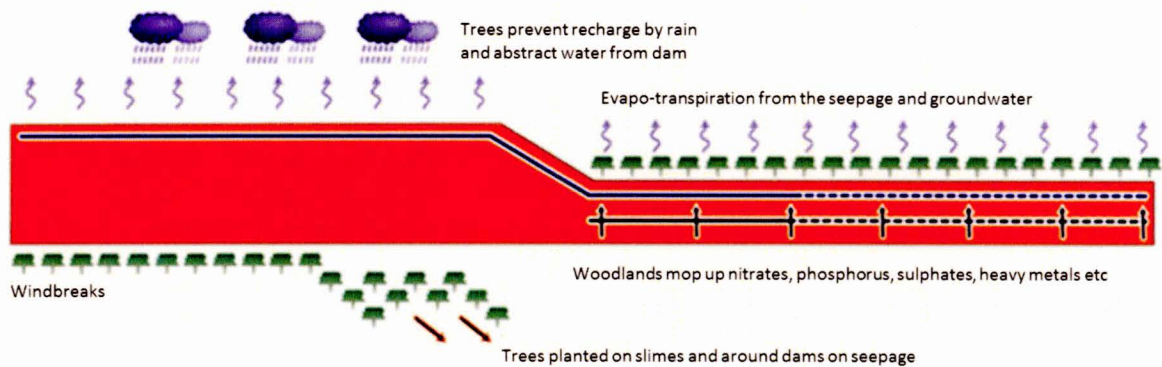 Trees prevent recharge by rain
and abstract water from dam
Evapo-transpiration from the seepage and groundwater
Woodlands mop up nitrates, phosphorus, sulphates, heavy metals etc
Windbreaks
Trees planted on slimes and around dams on seepage